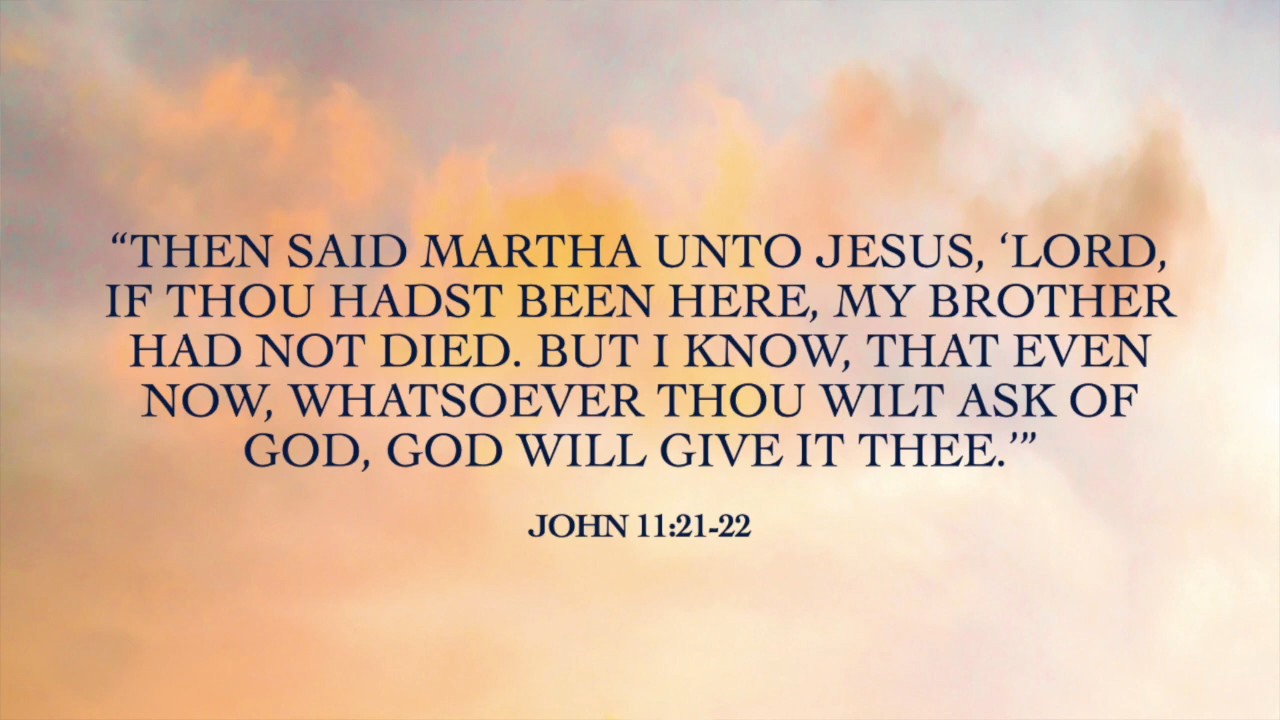 “THEN SAID MARTHA UNTO JESUS, ‘LORD,
IF THOU HADST BEEN HERE, MY BROTHER
HAD NOT DIED. BUT I KNOW, THAT EVEN
NOW, WHATSOEVER THOU WILT ASK OF
GOD, GOD WILL GIVE IT THEE.’”
JOHN 11:21-22